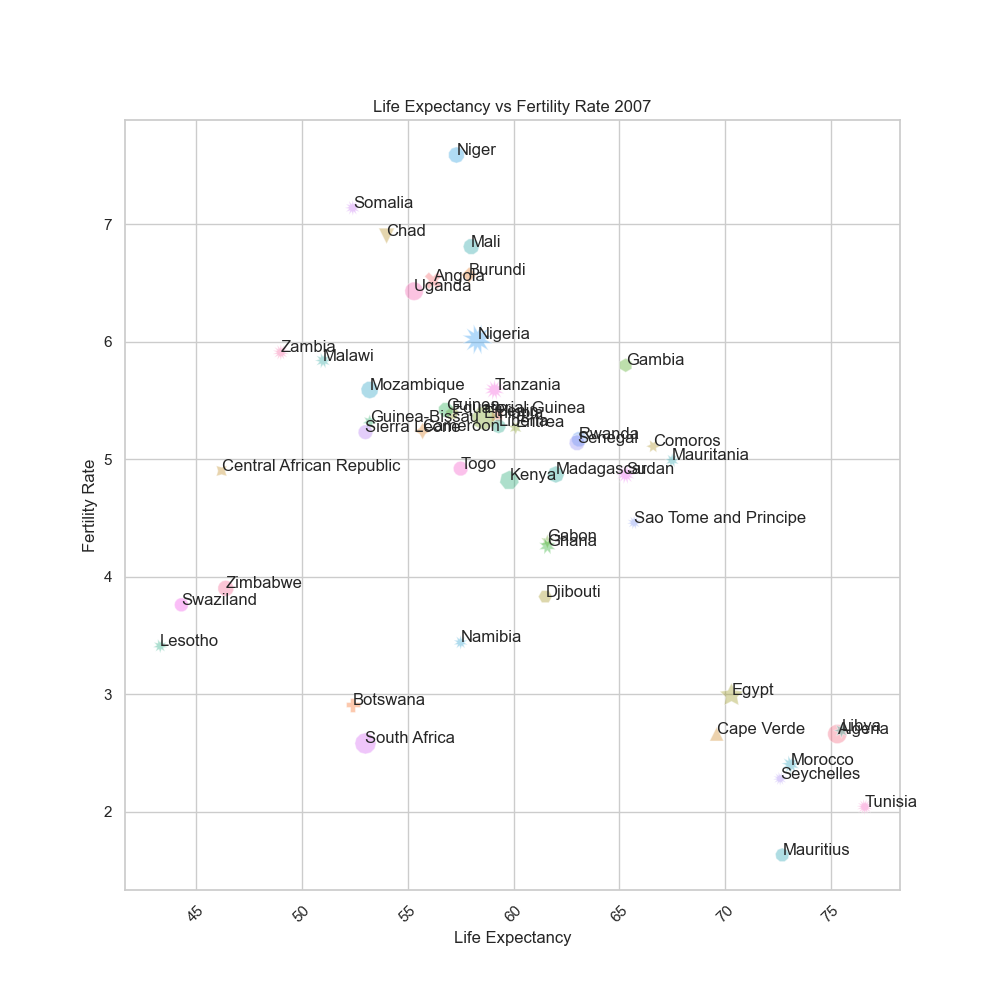 Life Expectancy vs Fertility Rate 2007
Niger
Somalia
7
Chad
Mali
Burundi
Angola
Uganda
Nigeria
6
Zambia
Malawi
Gambia
Mozambique
Tanzania
Guinea
Equatorial Guinea
Benin
Ethiopia
Guinea-Bissau
Liberia
Eritrea
Cameroon
Sierra Leone
Rwanda
Senegal
Comoros
Mauritania
5
Central African Republic
Togo
Kenya
Madagascar
Sudan
Sao Tome and Principe
Gabon
Ghana
Fertility Rate
4
Zimbabwe
Djibouti
Swaziland
Lesotho
Namibia
3
Egypt
Botswana
Cape Verde
Libya
Algeria
South Africa
Morocco
Seychelles
2
Tunisia
Mauritius
45
50
55
60
65
70
75
Life Expectancy